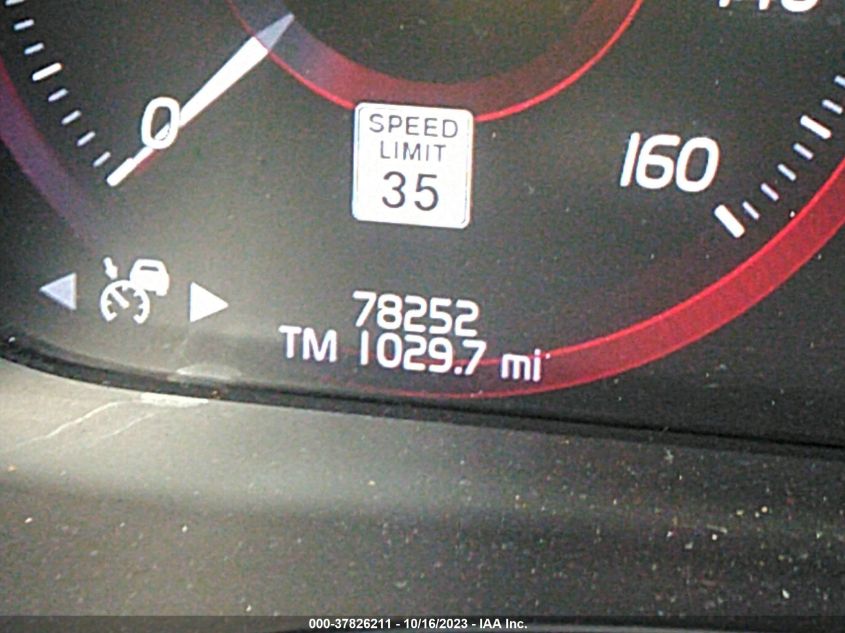 0
SPEED
LIMIT
35
160
78252
TM 1029.7 mi
000-37826211 - 10/16/2023 - IAA Inc.